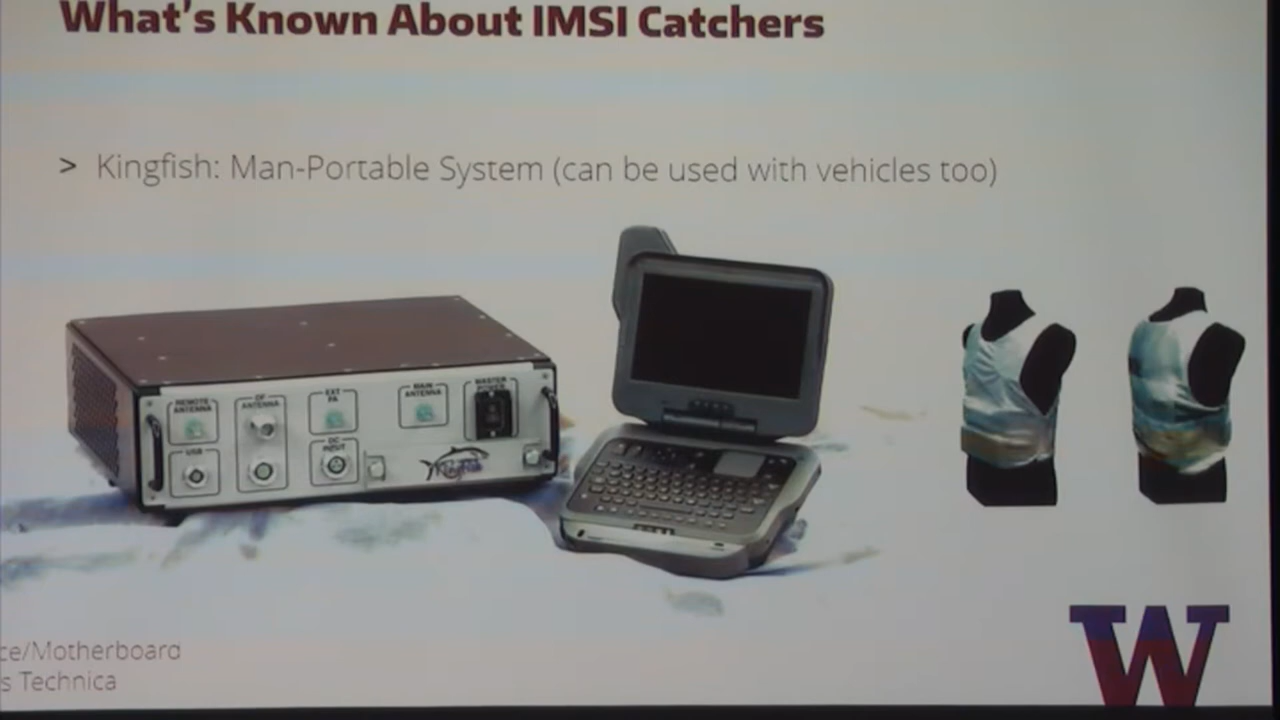 What's Known About IMSI Catchers
> Kingfish: Man-Portable System (can be used with vehicles too)
REMOTE ANTENNA
DF ANTENNA
EXT PA
MAIN ANTENNA
MASTER POWER
USB
DC INPUT
ce/Motherboard
s Technica
W